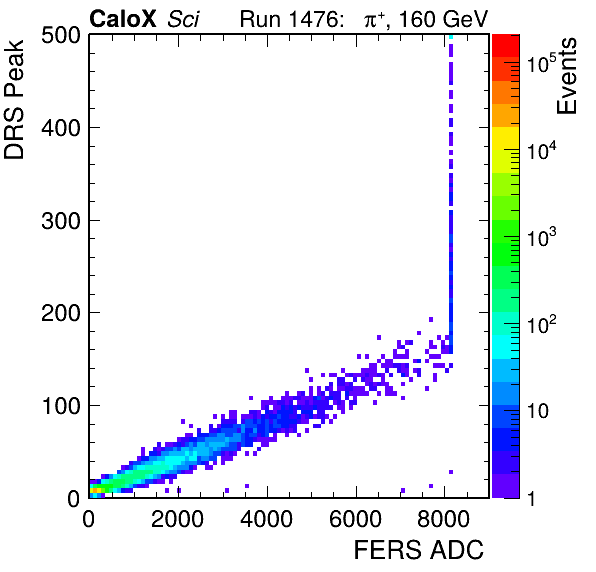 CaloX Sci Run 1476: π⁺, 160 GeV
DRS Peak
500
400
300
200
100
0
0 2000 4000 6000 8000
FERS ADC
Events
10⁵
10⁴
10³
10²
10
1